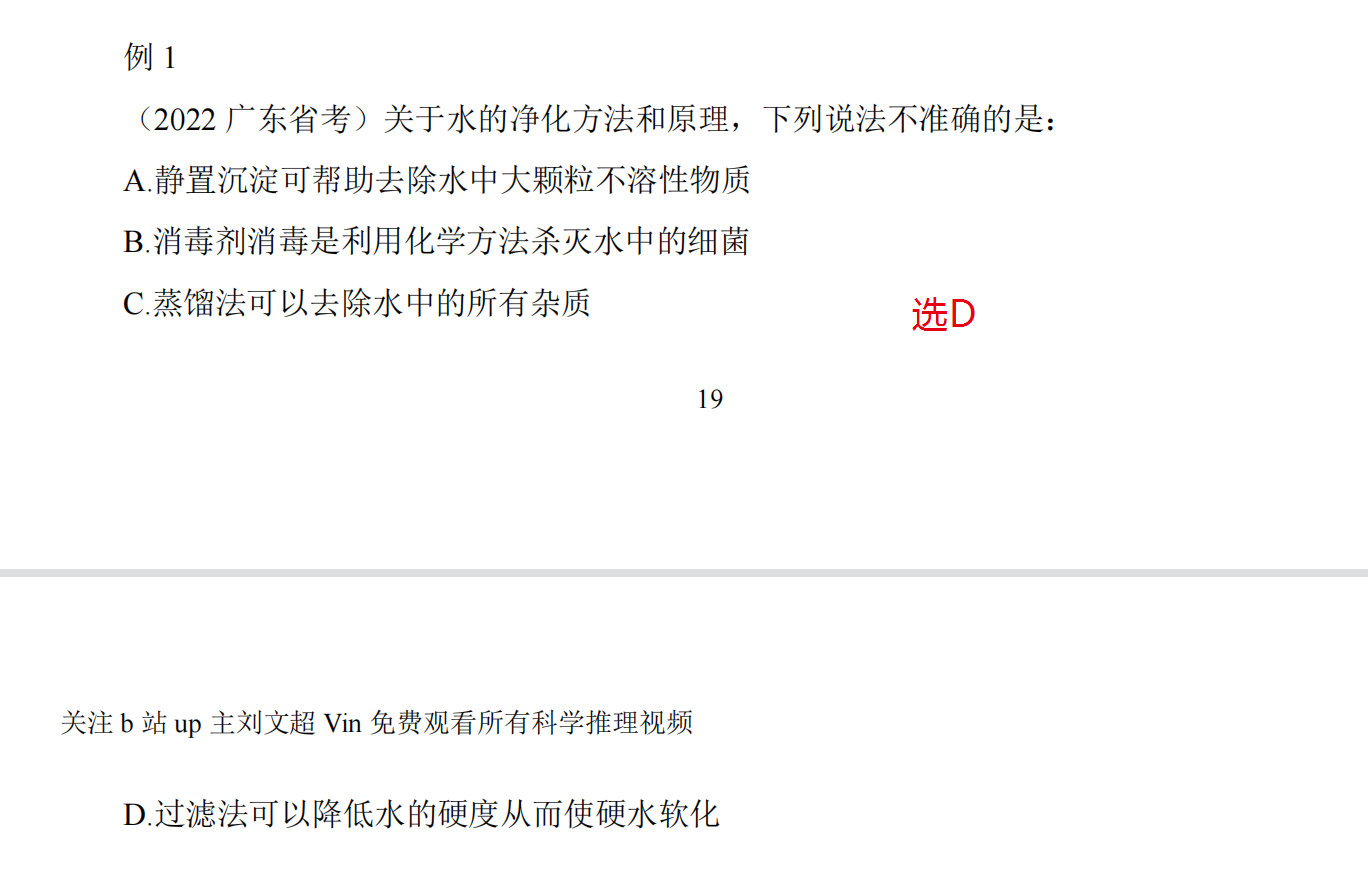 例 1
（2022 广东省考）关于水的净化方法和原理，下列说法不准确的是：
A.静置沉淀可帮助去除水中大颗粒不溶性物质
B.消毒剂消毒是利用化学方法杀灭水中的细菌
C.蒸馏法可以去除水中的所有杂质
选D
19
关注 b 站 up 主刘文超 Vin 免费观看所有科学推理视频
D.过滤法可以降低水的硬度从而使硬水软化